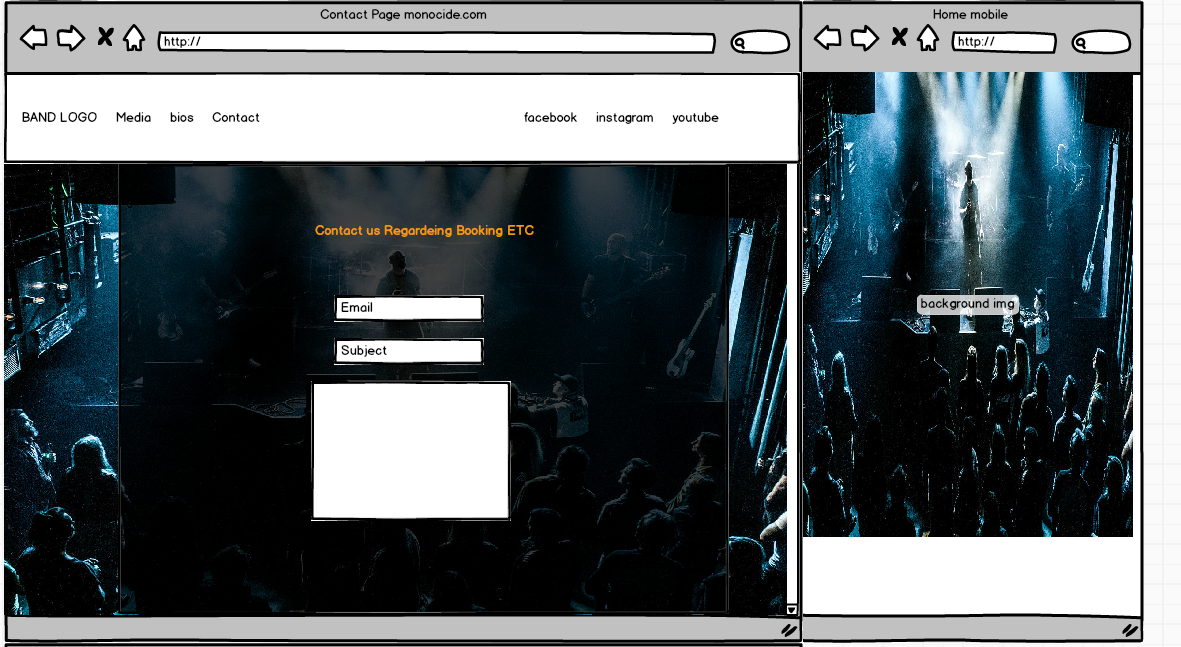 Contact Page monocide.com
http://
BAND LOGO Media bios Contact facebook instagram youtube
Contact us Regardeing Booking ETC
Email
Subject
Home mobile
http://
background img